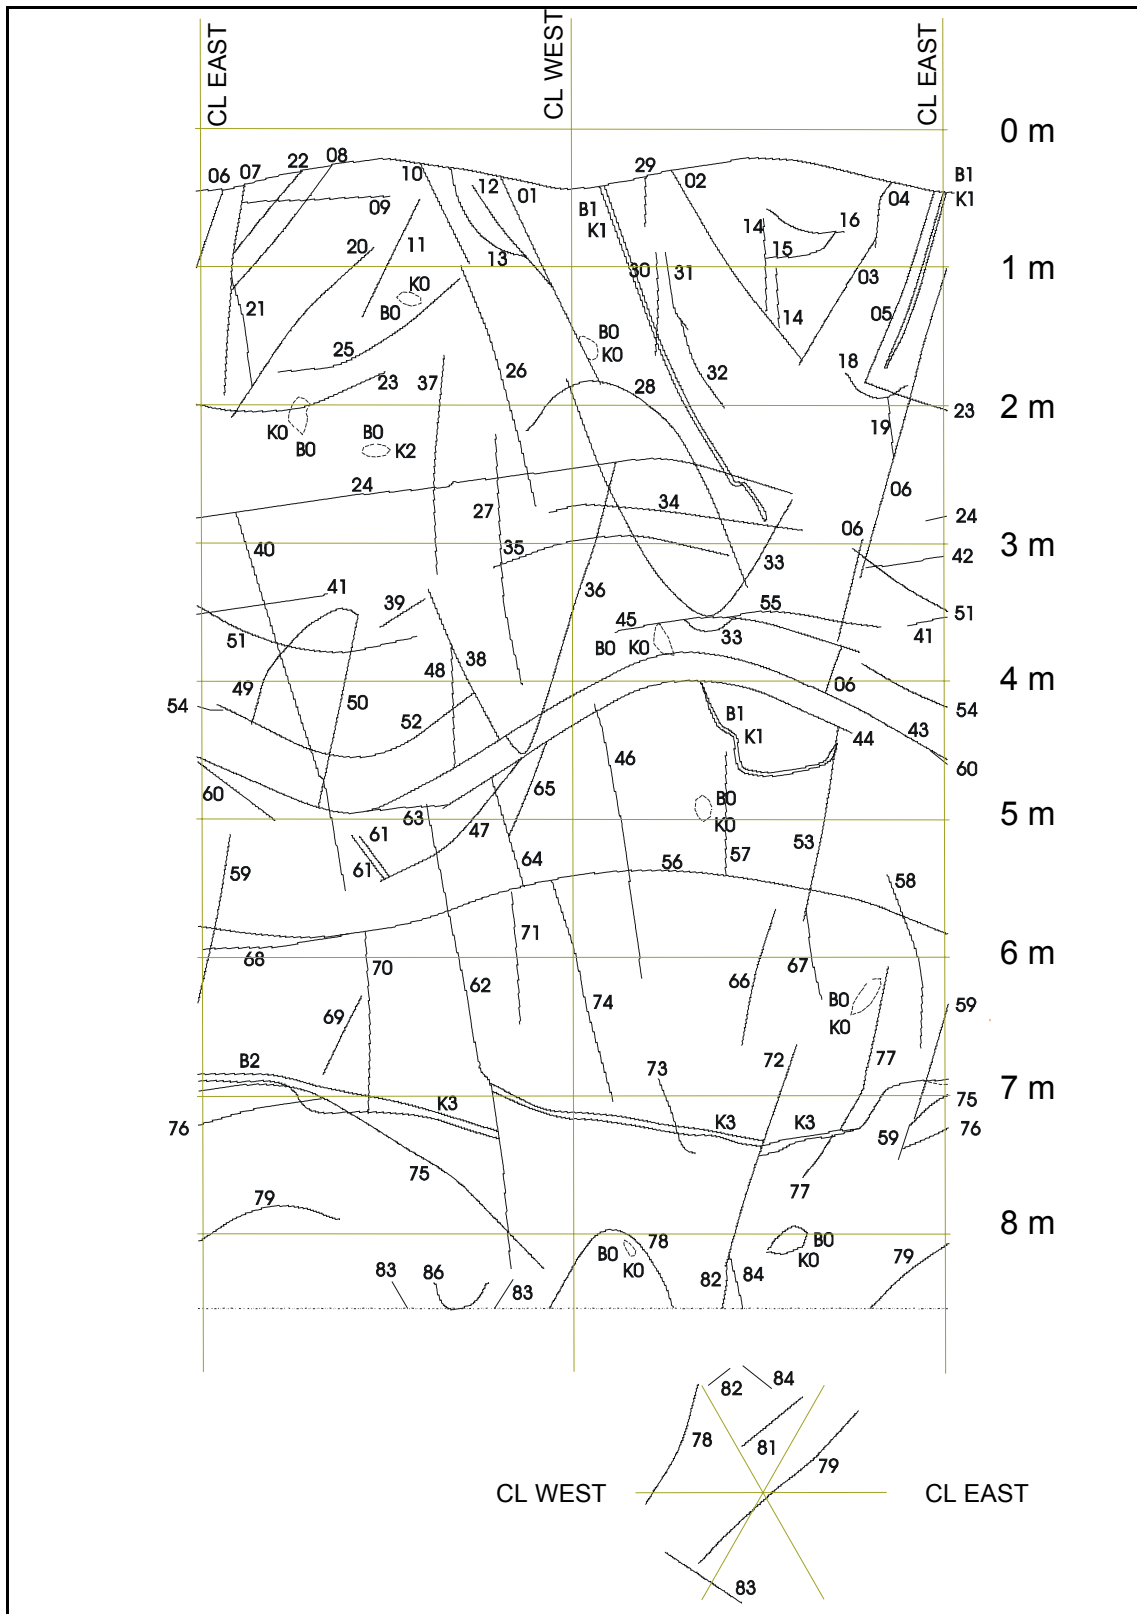 CL EAST CL WEST CL EAST
0 m
06 07 22 08 10 12 01 29 02 04 B1
K1
09 B1
K1 14 16
20 11 13 15
1 m
K0 30 31 03
21 B0 14 05
25 26 B0
K0 18
23 37 28 32
2 m
23
K0 B0 B0 K2 19
24 27 34 06 24
40 35 06
3 m
42
41 39 36 33 55 51
51 45 33 41
B0 K0
48 38
4 m
49 50 06
54 52 B1
K1 44 43 54
60 65 46 60
B0
63 K0
5 m
61 47 53
59 61 64 56 57 58
68 71
6 m
70 62 74 66 67 B0
K0 59
69
B2 73 72 77
7 m
K3 K3 K3 75
76 59 76
75 77
79
8 m
B0 K0 78 B0
K0 79
83 86 83 82 84
82 84
78 81
79
CL WEST CL EAST
83